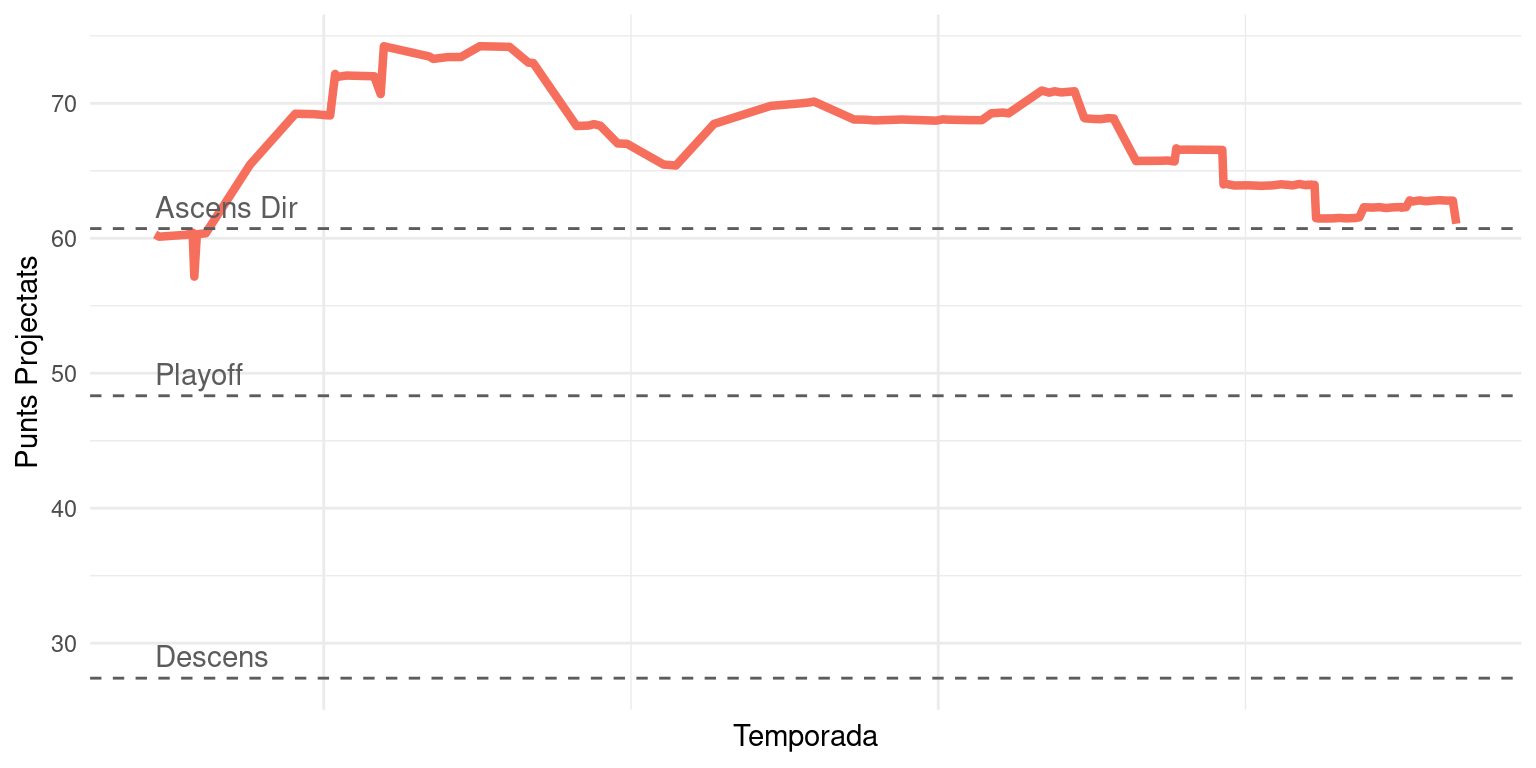 70
Ascens Dir
60
Punts Projectats
Playoff
50
40
30
Descens
Temporada